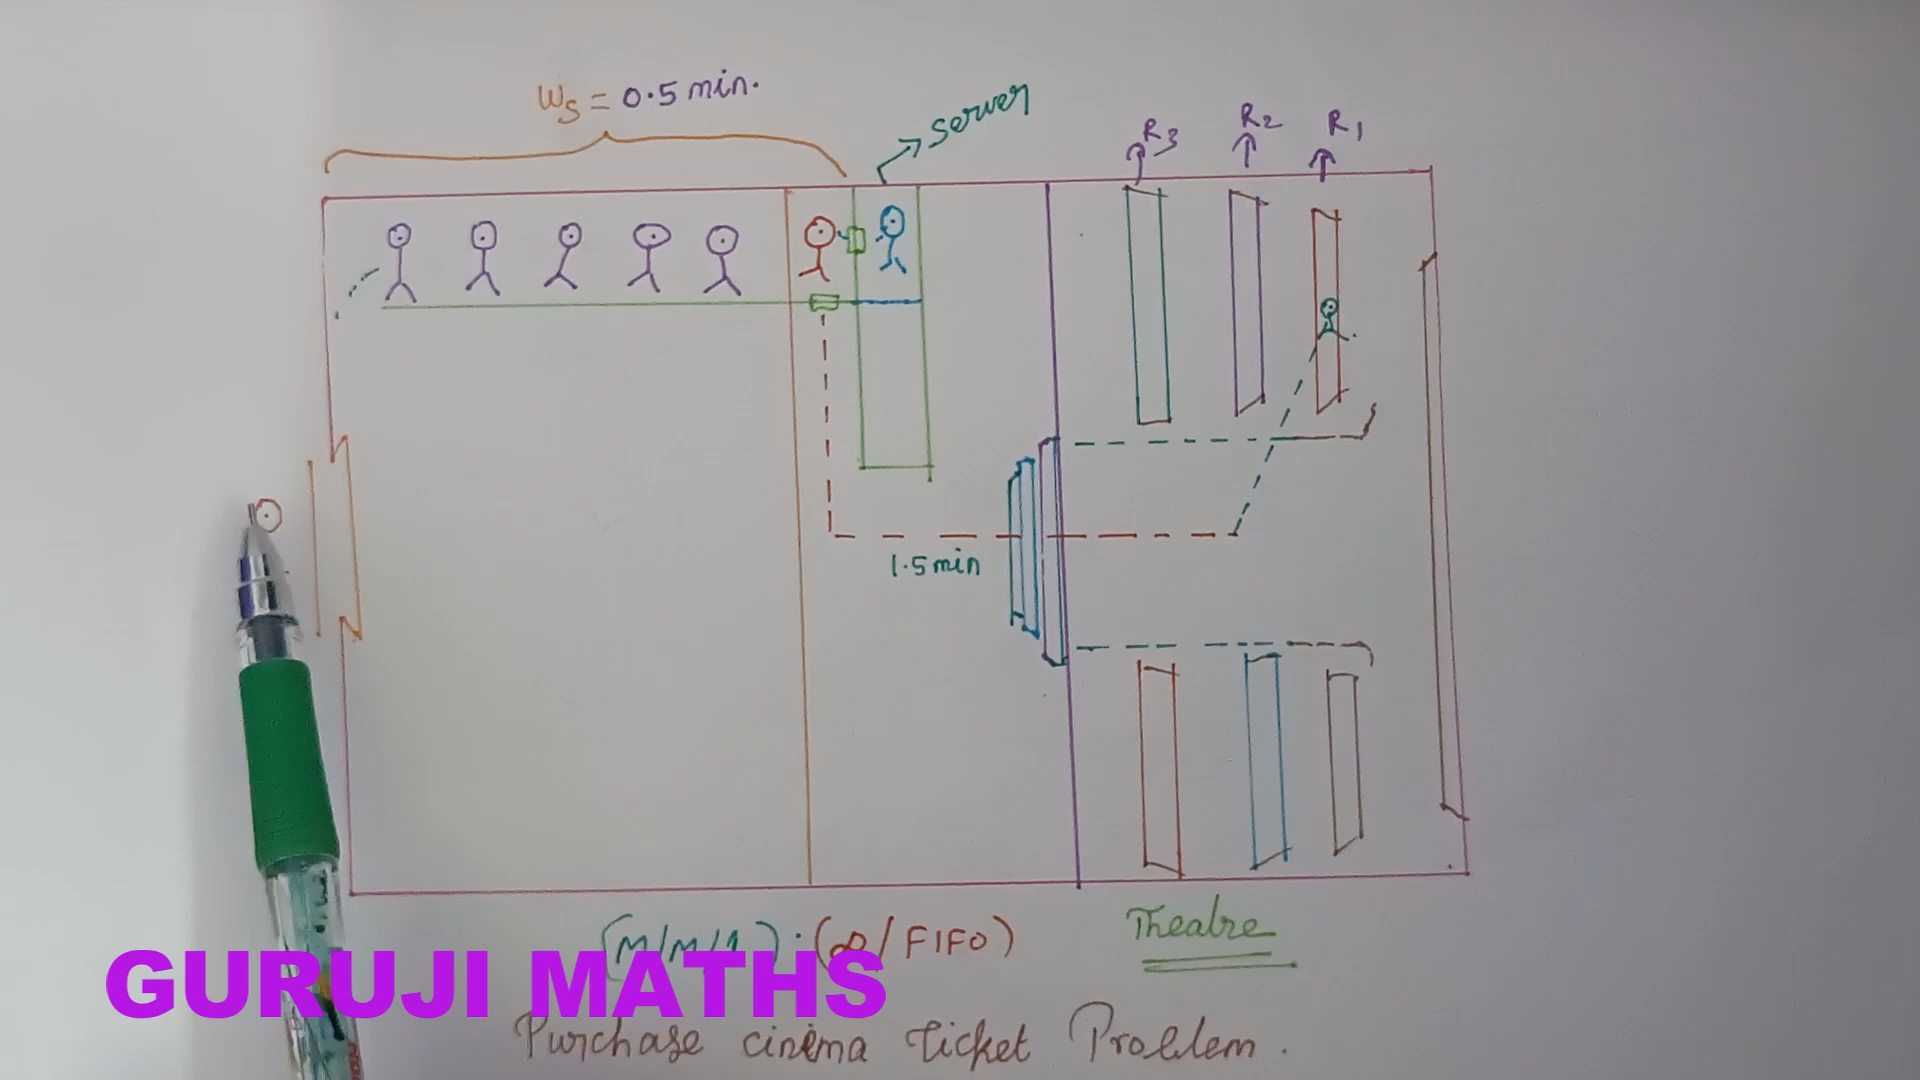 Ws = 0.5 min.
Server
R3 R2 R1
1.5 min
(M/M/1) : (∞/FIFO)
Theatre
GURUJI MATHS
Purchase cinema Ticket Problem.